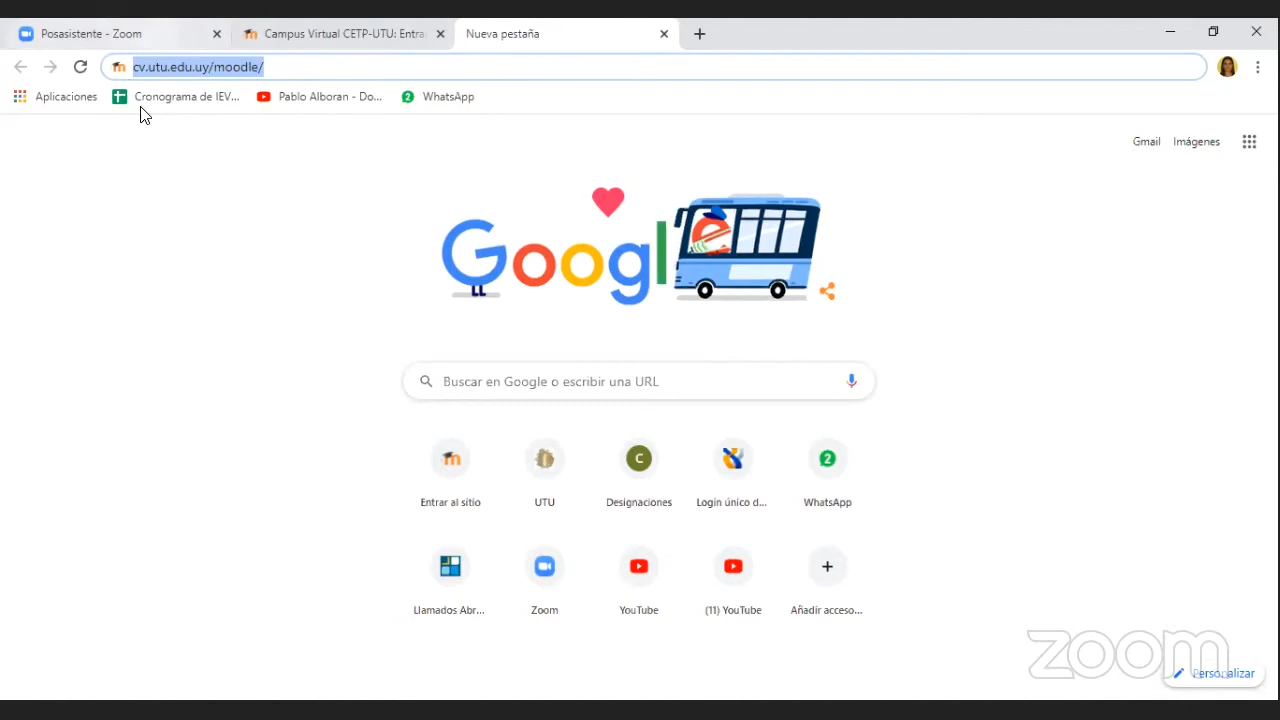 Posasistente - Zoom
Campus Virtual CETP-UTU: Entra
Nueva pestaña
cv.utu.edu.uy/moodle/
Aplicaciones
Cronograma de IEV...
Pablo Alboran - Do...
2
WhatsApp
Gmail
Imágenes
Google
Buscar en Google o escribir una URL
C
2
Entrar al sitio
UTU
Designaciones
Login único d...
WhatsApp
Llamados Abr...
Zoom
YouTube
(11) YouTube
Añadir acceso...
zoom
Personalizar